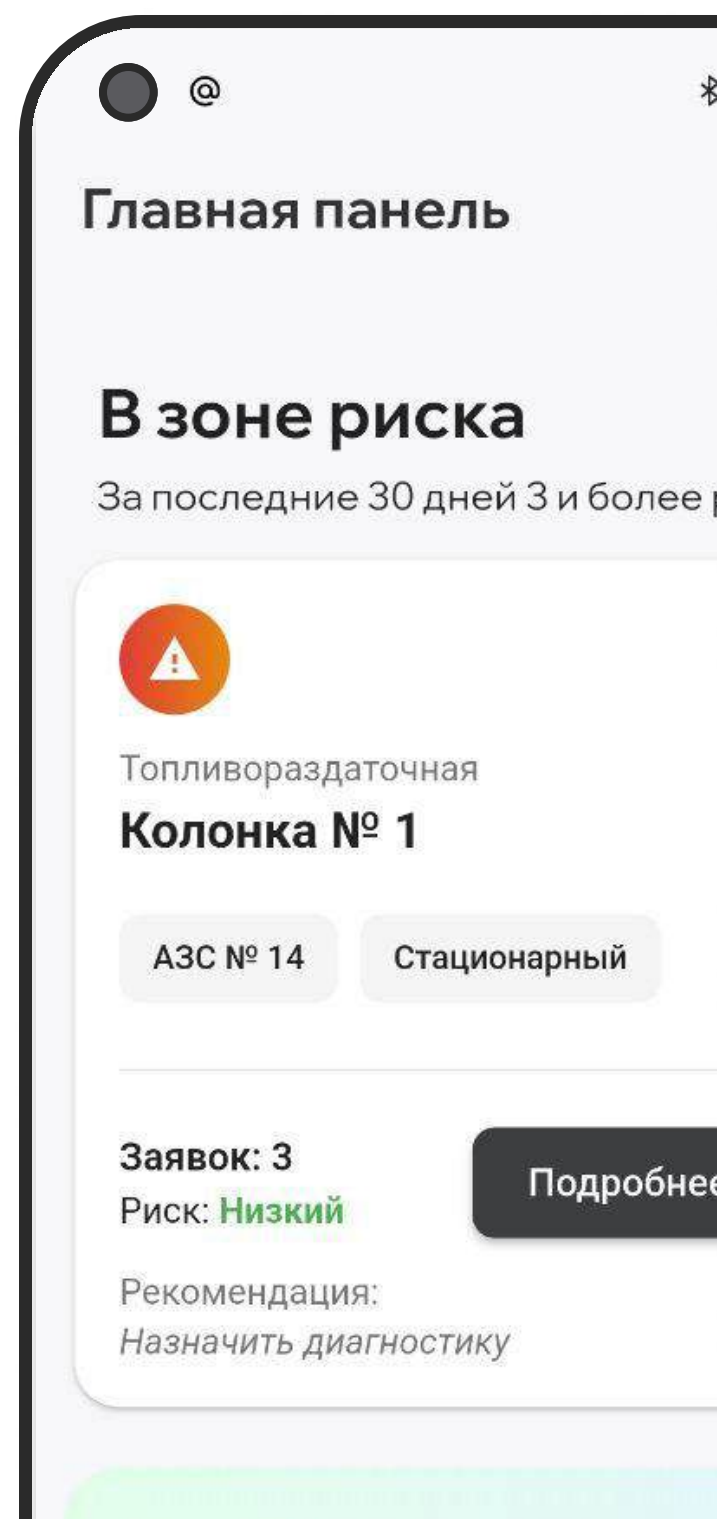 @
Главная панель
В зоне риска
За последние 30 дней 3 и более
Топливораздаточная
Колонка № 1
АЗС № 14
Стационарный
Заявок: 3
Риск: Низкий
Подробнее
Рекомендация:
Назначить диагностику